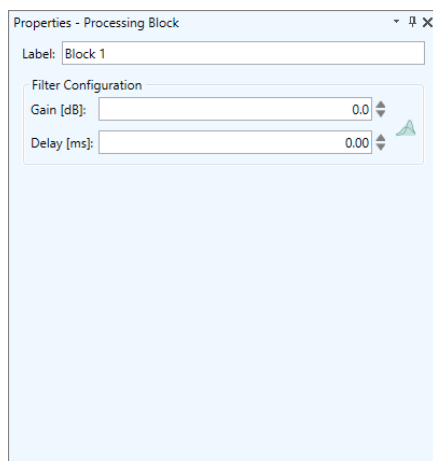 Properties - Processing Block
Label: Block 1
Filter Configuration
Gain [dB]: 0.0
Delay [ms]: 0.00